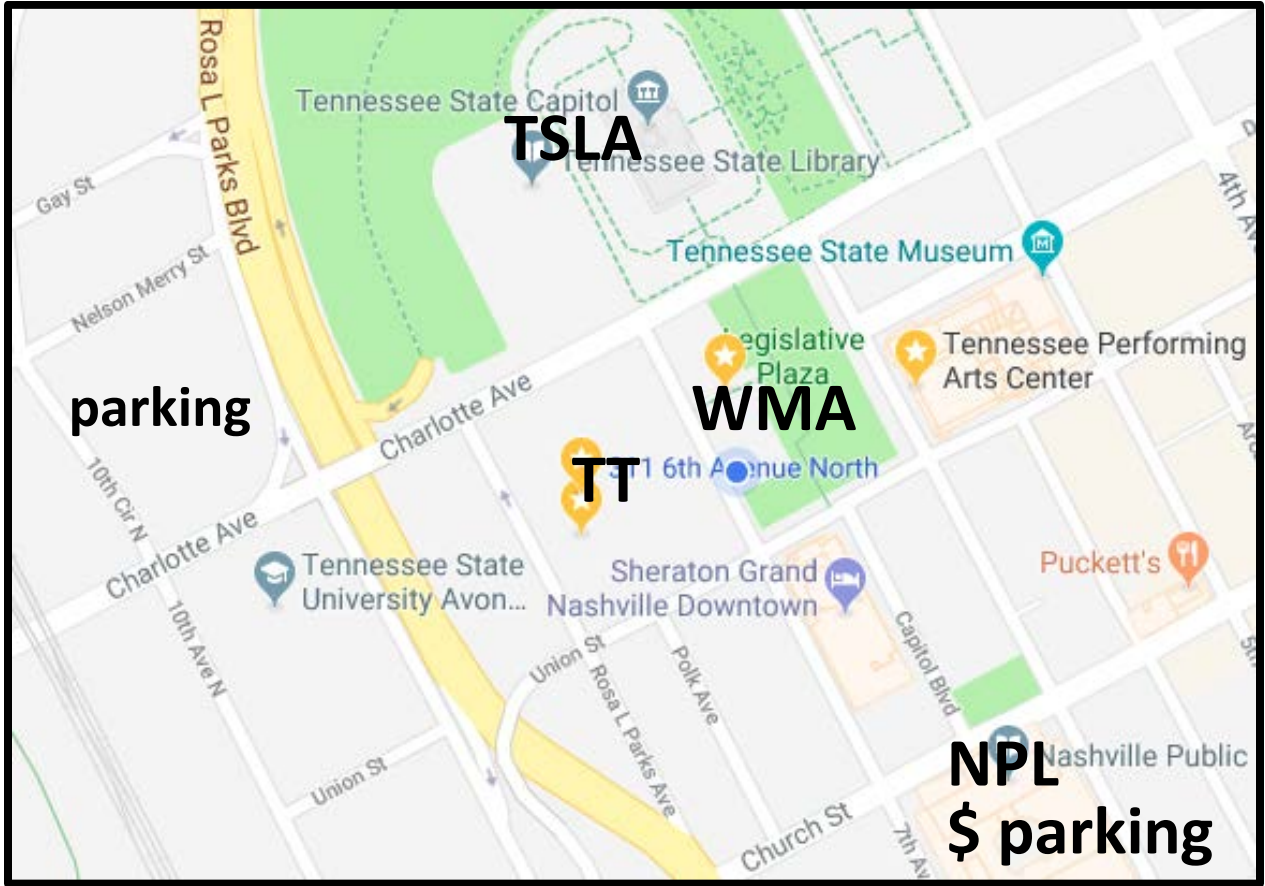 Rosa L Parks Blvd
Tennessee State Capitol
TSLA
Tennessee State Library
Gay St
4th Av
Nelson Merry St
Tennessee State Museum
Legislative
Plaza
Tennessee Performing
Arts Center
parking
WMA
Charlotte Ave
TT
311 6th Avenue North
10th Cir N
Charlotte Ave
Tennessee State
University Avon...
Sheraton Grand
Nashville Downtown
Puckett's
10th Ave N
Union St
Rosa L Parks Ave
Polk Ave
Capitol Blvd
5th
Union St
NPL
Nashville Public
$ parking
Church St
7th Av